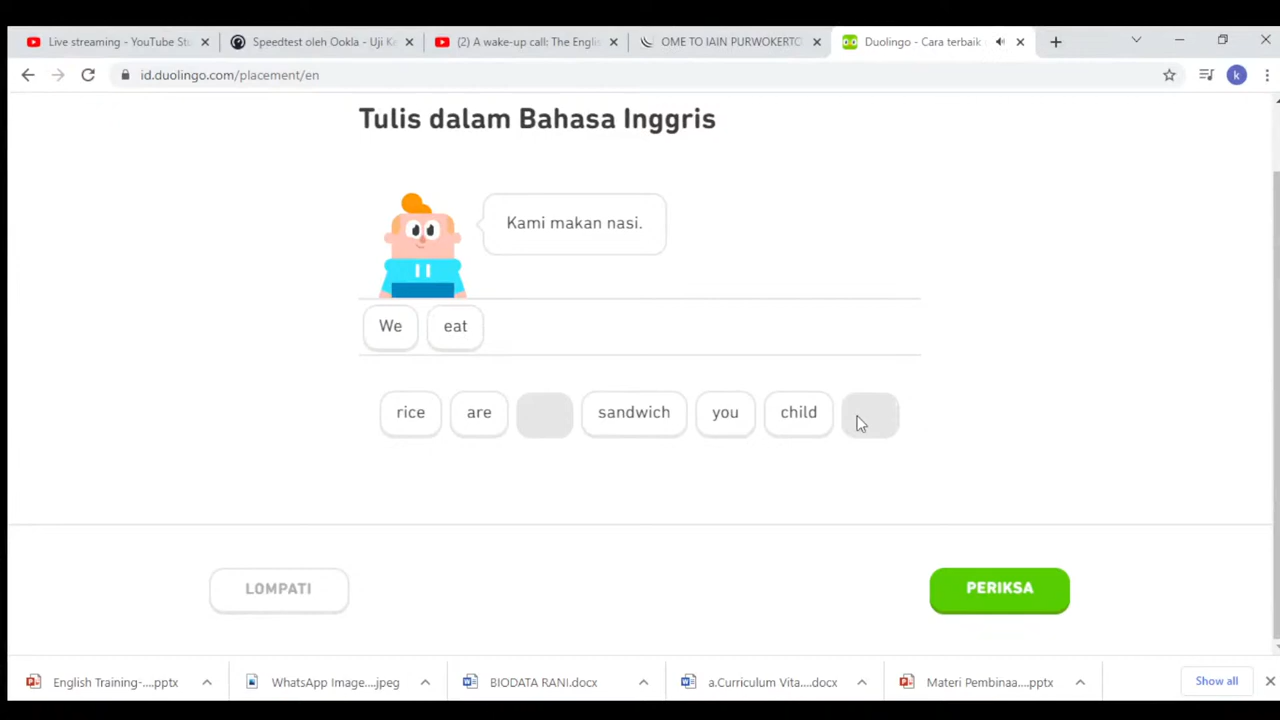 Live streaming - YouTube Stu
Speedtest oleh Ookla - Uji Ke
(2) A wake-up call: The Engli
OME TO IAIN PURWOKERTO
Duolingo - Cara terbaik
id.duolingo.com/placement/en
k
Tulis dalam Bahasa Inggris
Kami makan nasi.
We eat
rice are sandwich you child
LOMPATI
PERIKSA
English Training-....pptx
WhatsApp Image....jpeg
BIODATA RANI.docx
a.Curriculum Vita....docx
Materi Pembinaa....pptx
Show all